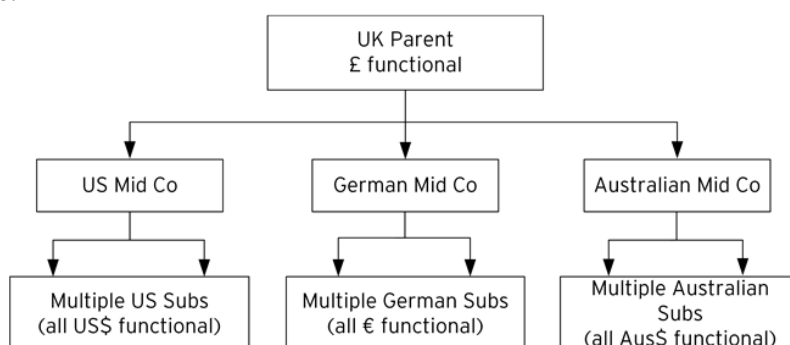 UK Parent
£ functional
US Mid Co
German Mid Co
Australian Mid Co
Multiple US Subs
(all US$ functional)
Multiple German Subs
(all € functional)
Multiple Australian
Subs
(all Aus$ functional)